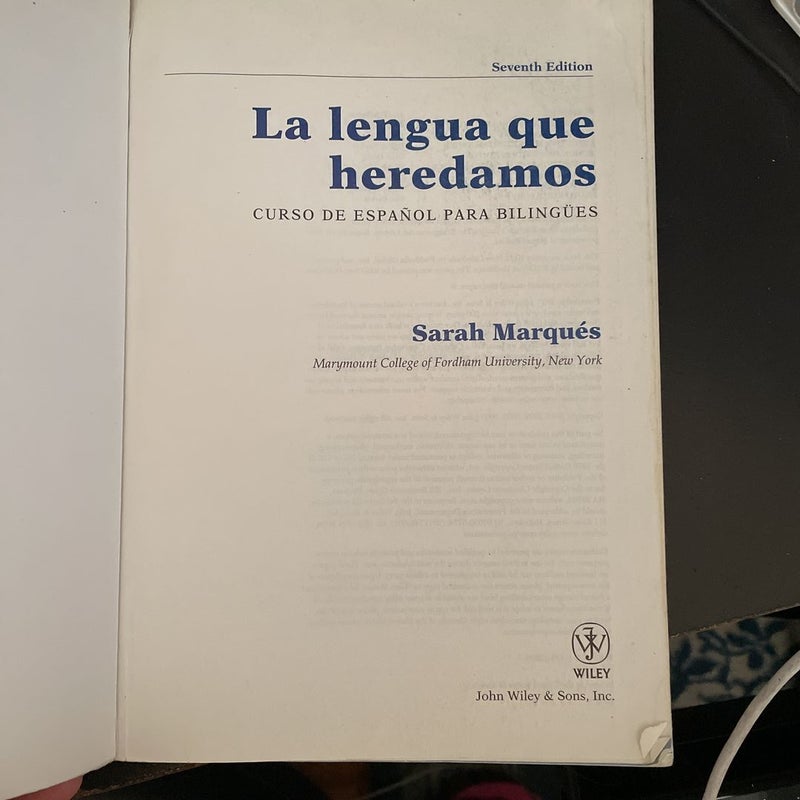 Seventh Edition
La lengua que
heredamos
CURSO DE ESPAÑOL PARA BILINGÜES
Sarah Marqués
Marymount College of Fordham University, New York
WILEY
John Wiley & Sons, Inc.